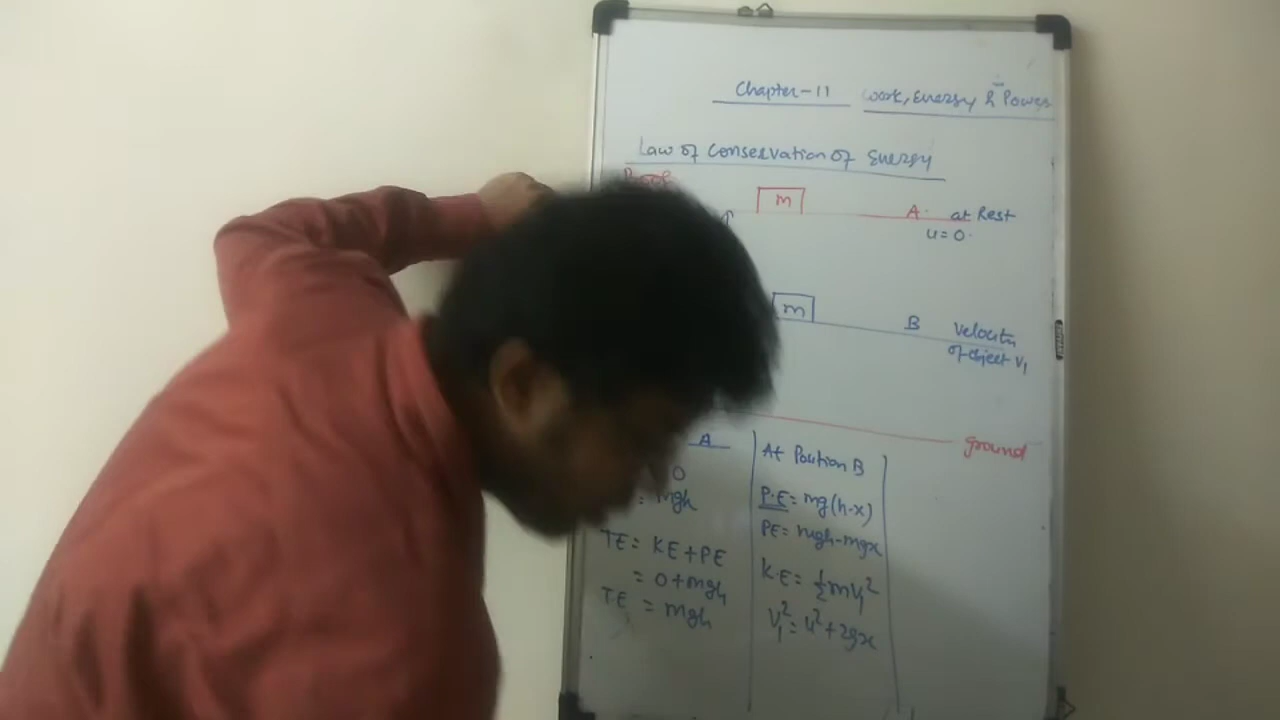 Chapter-11 Work, Energy & Power
Law of Conservation of Energy
Proof
m A. at Rest
u=0.
m B Velocity
of object V₁
ground
A
0
= mgh
TE = KE+PE
= 0+mgh
T.E = mgh
At Position B
P.E = mg(h-x)
PE = mgh-mgx
K.E = ½mv₁²
V₁² = u²+2gx